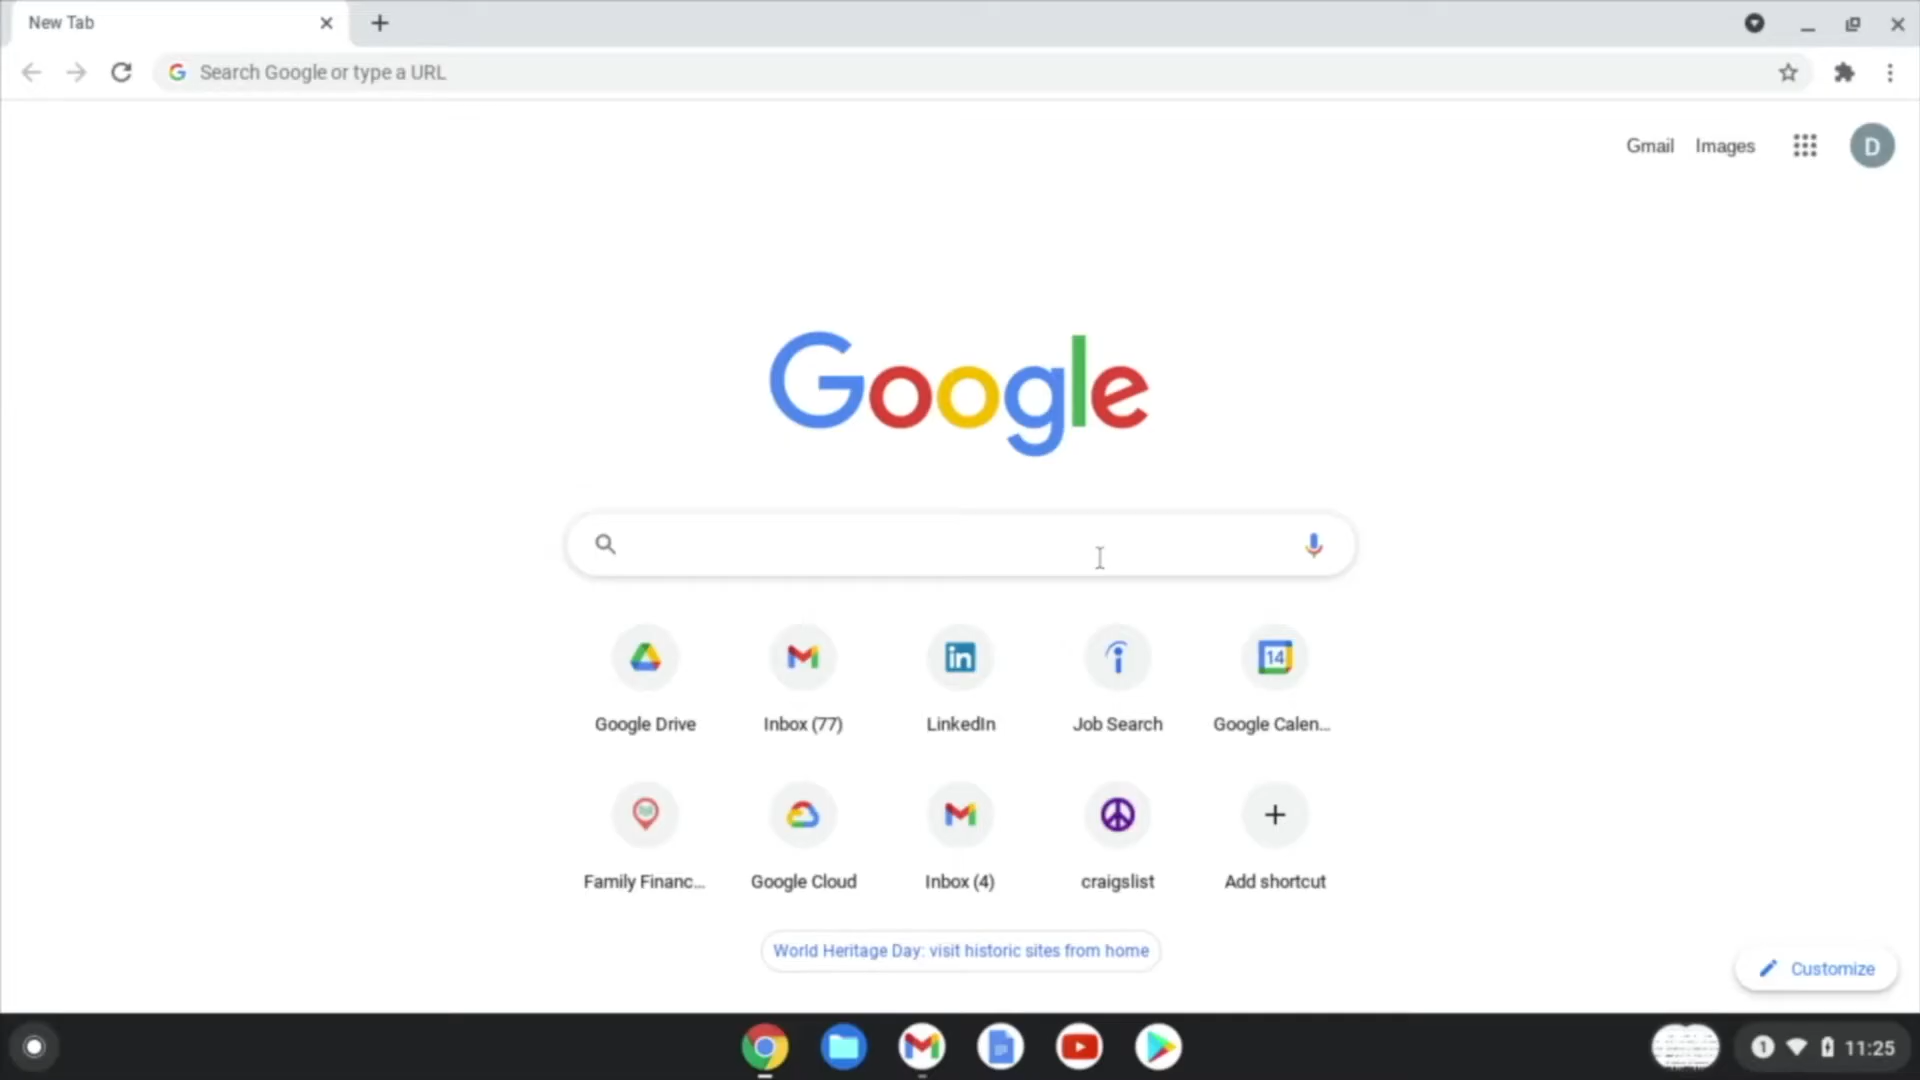 New Tab
Search Google or type a URL
Gmail Images D
Google
14
Google Drive Inbox (77) LinkedIn Job Search Google Calen...
Family Financ... Google Cloud Inbox (4) craigslist Add shortcut
World Heritage Day: visit historic sites from home
Customize
1 11:25